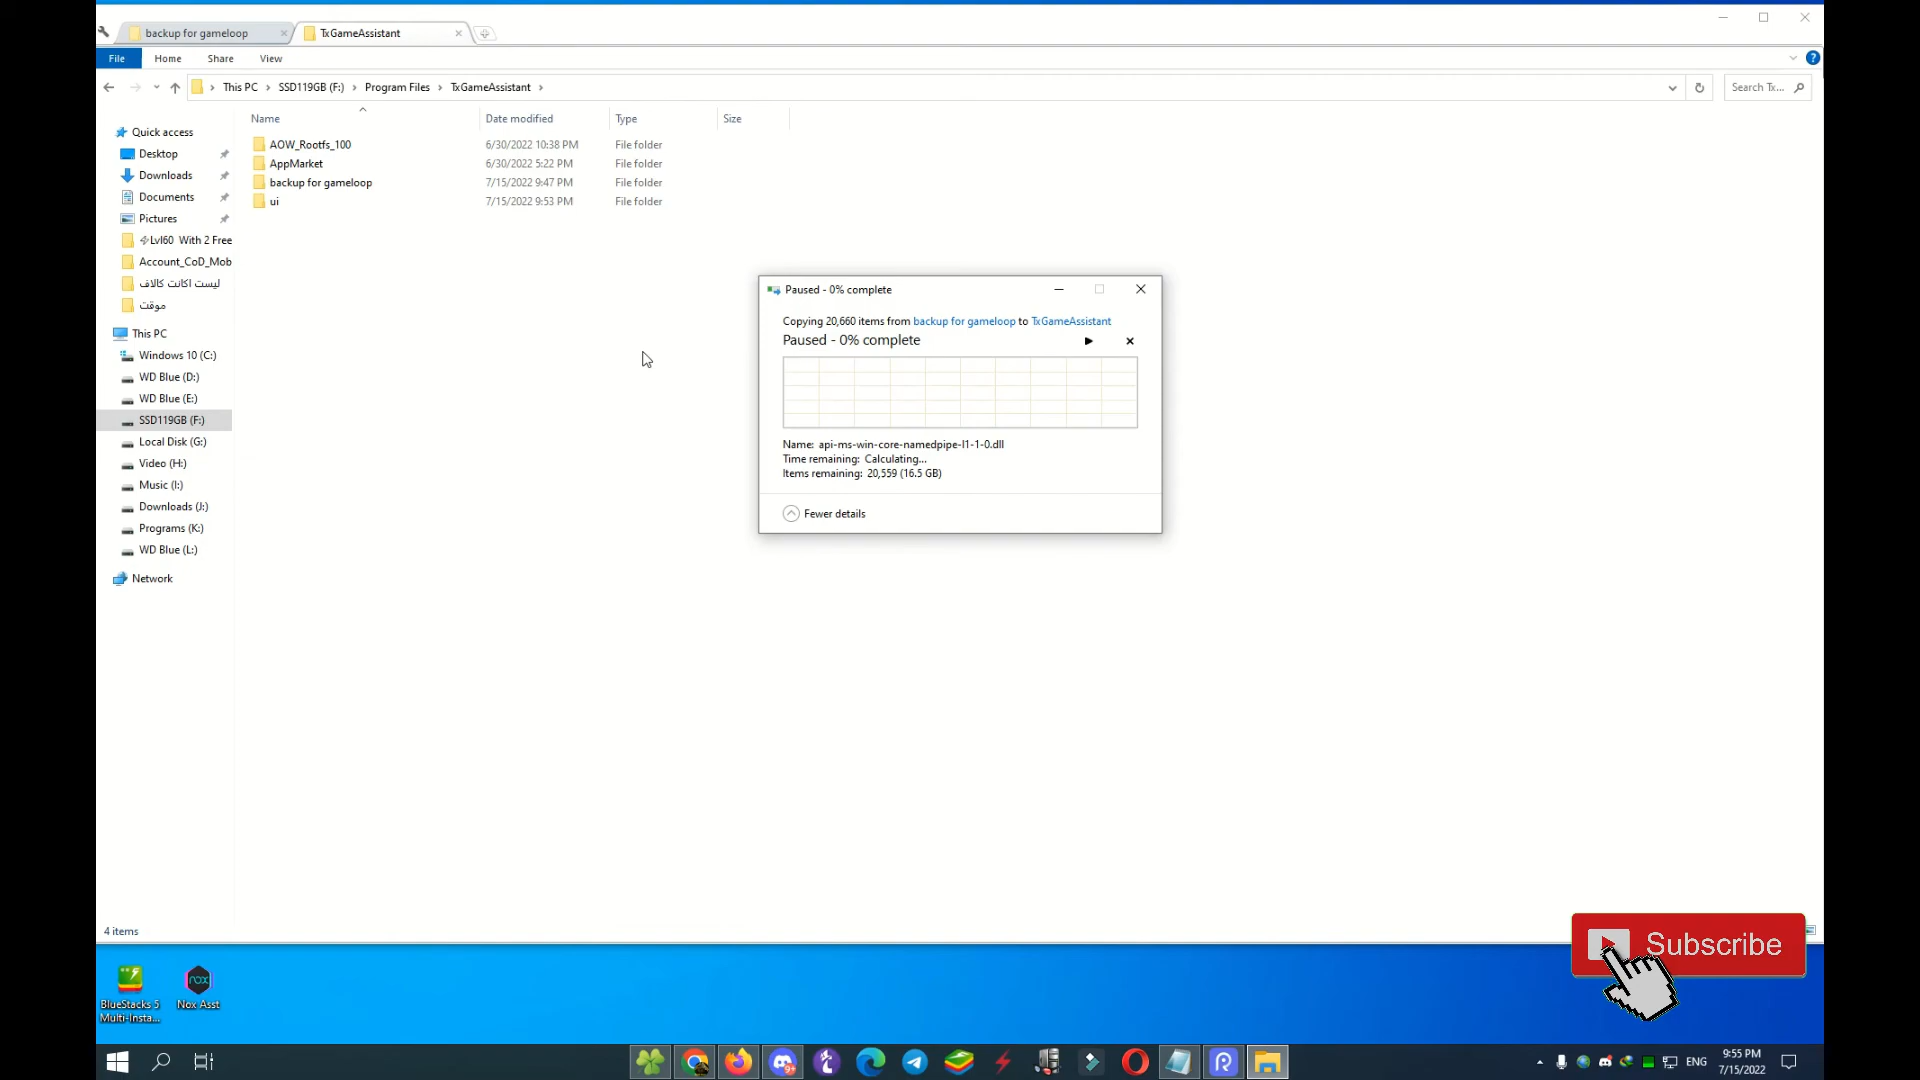 backup for gameloop
TxGameAssistant
File
Home
Share
View
This PC > SSD119GB (F:) > Program Files > TxGameAssistant >
Search Tx...
Name
Date modified
Type
Size
AOW_Rootfs_100 6/30/2022 10:38 PM File folder
AppMarket 6/30/2022 5:22 PM File folder
backup for gameloop 7/15/2022 9:47 PM File folder
ui 7/15/2022 9:53 PM File folder
Quick access
Desktop
Downloads
Documents
Pictures
Lvl60 With 2 Free
Account_CoD_Mob
لیست اکانت کالاف
موقت
This PC
Windows 10 (C:)
WD Blue (D:)
WD Blue (E:)
SSD119GB (F:)
Local Disk (G:)
Video (H:)
Music (I:)
Downloads (J:)
Programs (K:)
WD Blue (L:)
Network
Paused - 0% complete
Copying 20,660 items from backup for gameloop to TxGameAssistant
Paused - 0% complete
Name: api-ms-win-core-namedpipe-l1-1-0.dll
Time remaining: Calculating...
Items remaining: 20,559 (16.5 GB)
Fewer details
4 items
Subscribe
BlueStacks 5
Multi-Insta...
Nox Asst
ENG
9:55 PM
7/15/2022